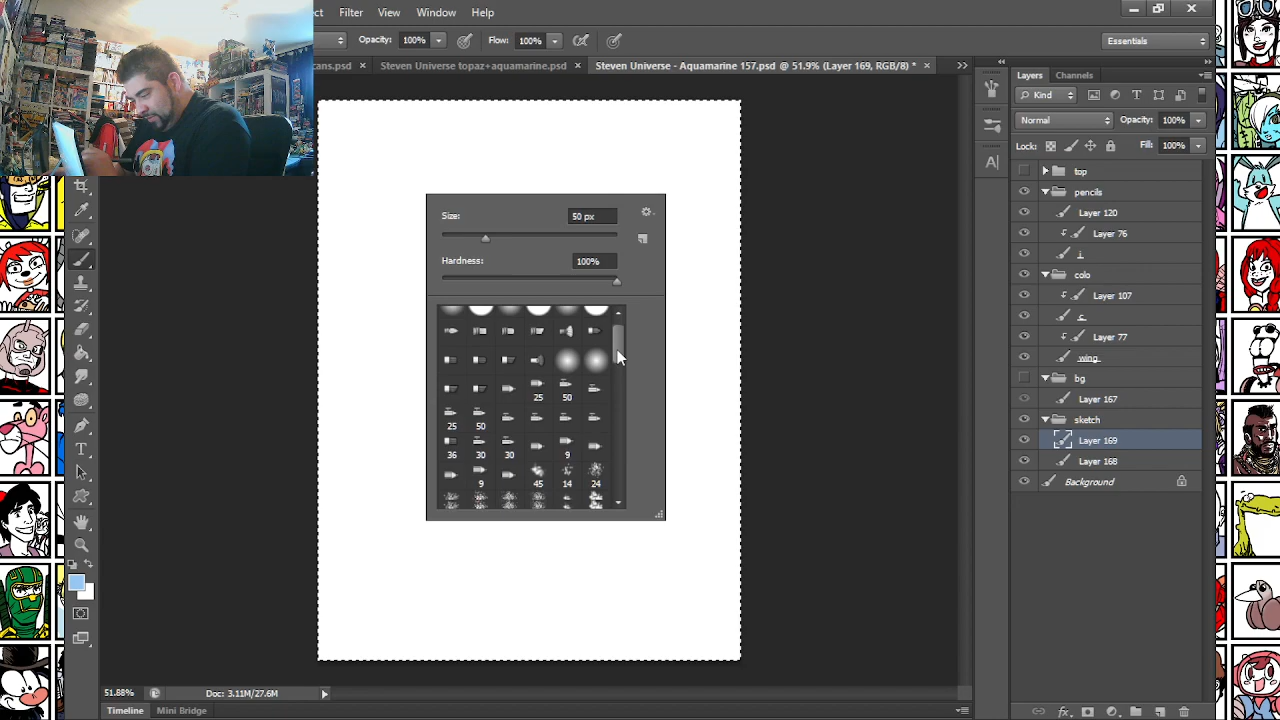 ct Filter View Window Help
Opacity: 100% Flow: 100% Essentials
ans.psd × Steven Universe topaz+aquamarine.psd × Steven Universe - Aquamarine 157.psd @ 51.9% (Layer 169, RGB/8) * ×
Layers Channels
Kind
Normal Opacity: 100%
Lock: Fill: 100%
top
pencils
Layer 120
Layer 76
i
colo
Layer 107
c
Layer 77
wing
bg
Layer 167
sketch
Layer 169
Layer 168
Background
Size: 50 px
Hardness: 100%
25 50
25 50
36 30 30 9
9 45 14 24
T
A
51.88% Doc: 3.11M/27.6M
Timeline Mini Bridge
fx